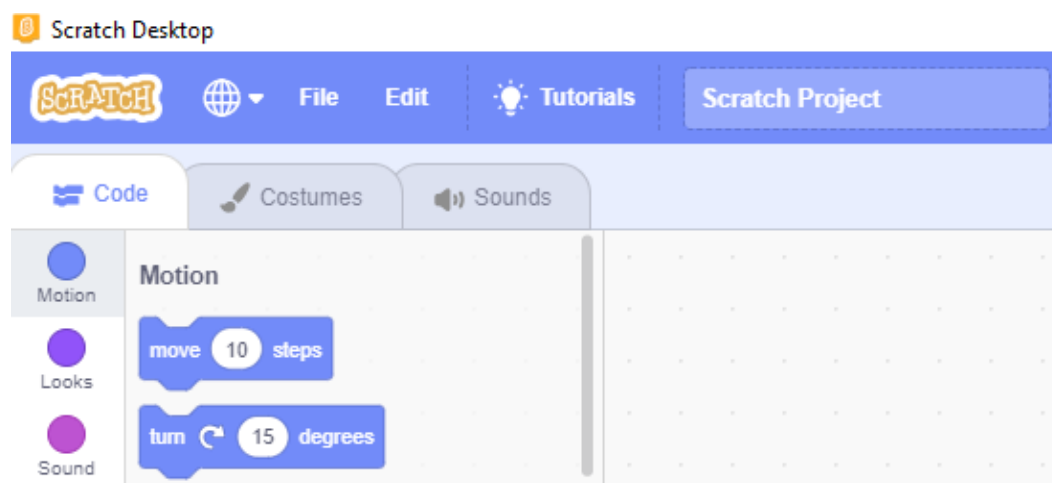 Scratch Desktop
SCRATCH File Edit Tutorials Scratch Project
Code Costumes Sounds
Motion
Motion
move 10 steps
Looks
turn 15 degrees
Sound